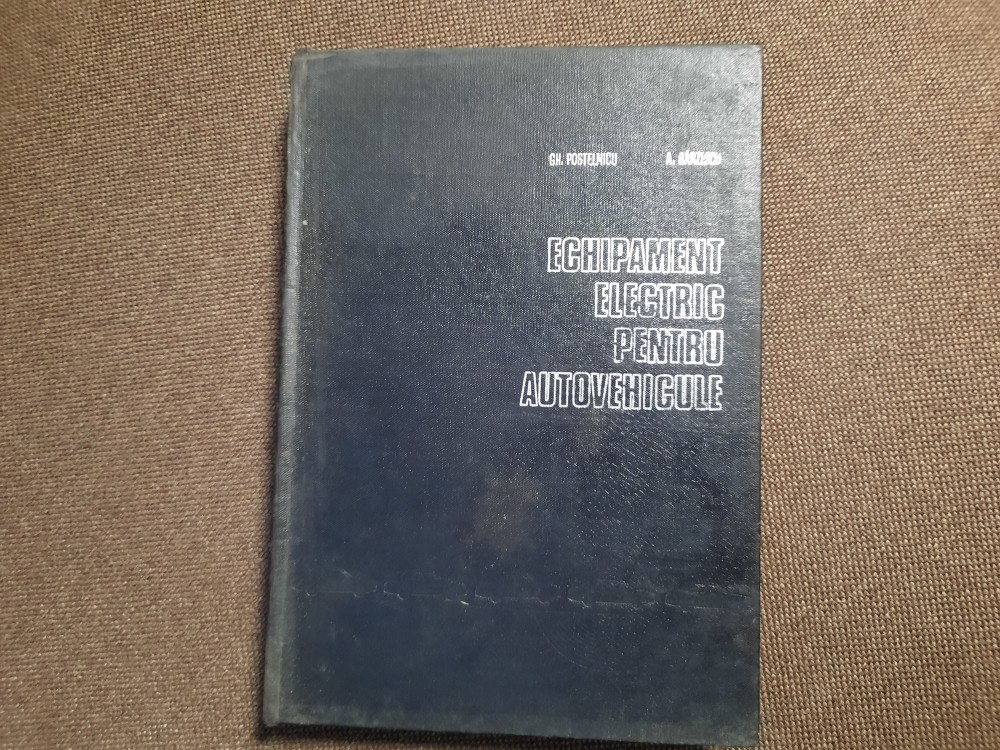 GH. POSTELNICU A.
ECHIPAMENT
ELECTRIC
PENTRU
AUTOVEHICULE